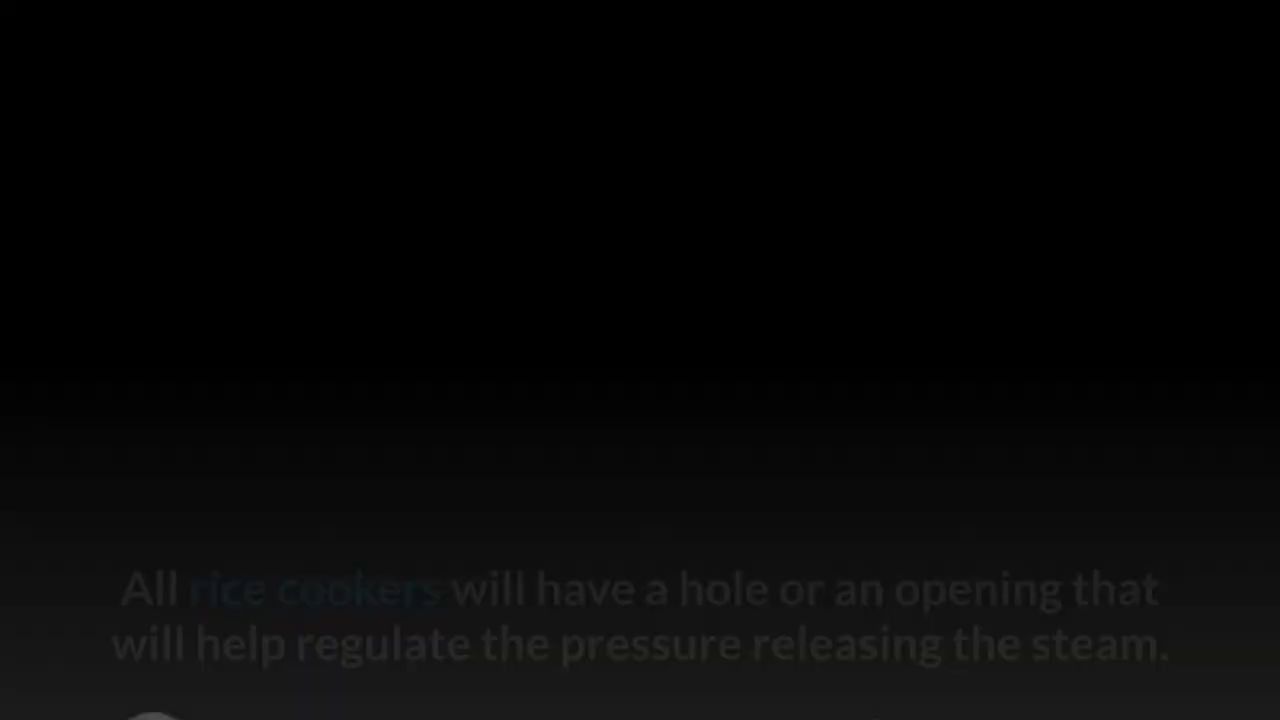 All rice cookers will have a hole or an opening that
will help regulate the pressure releasing the steam.